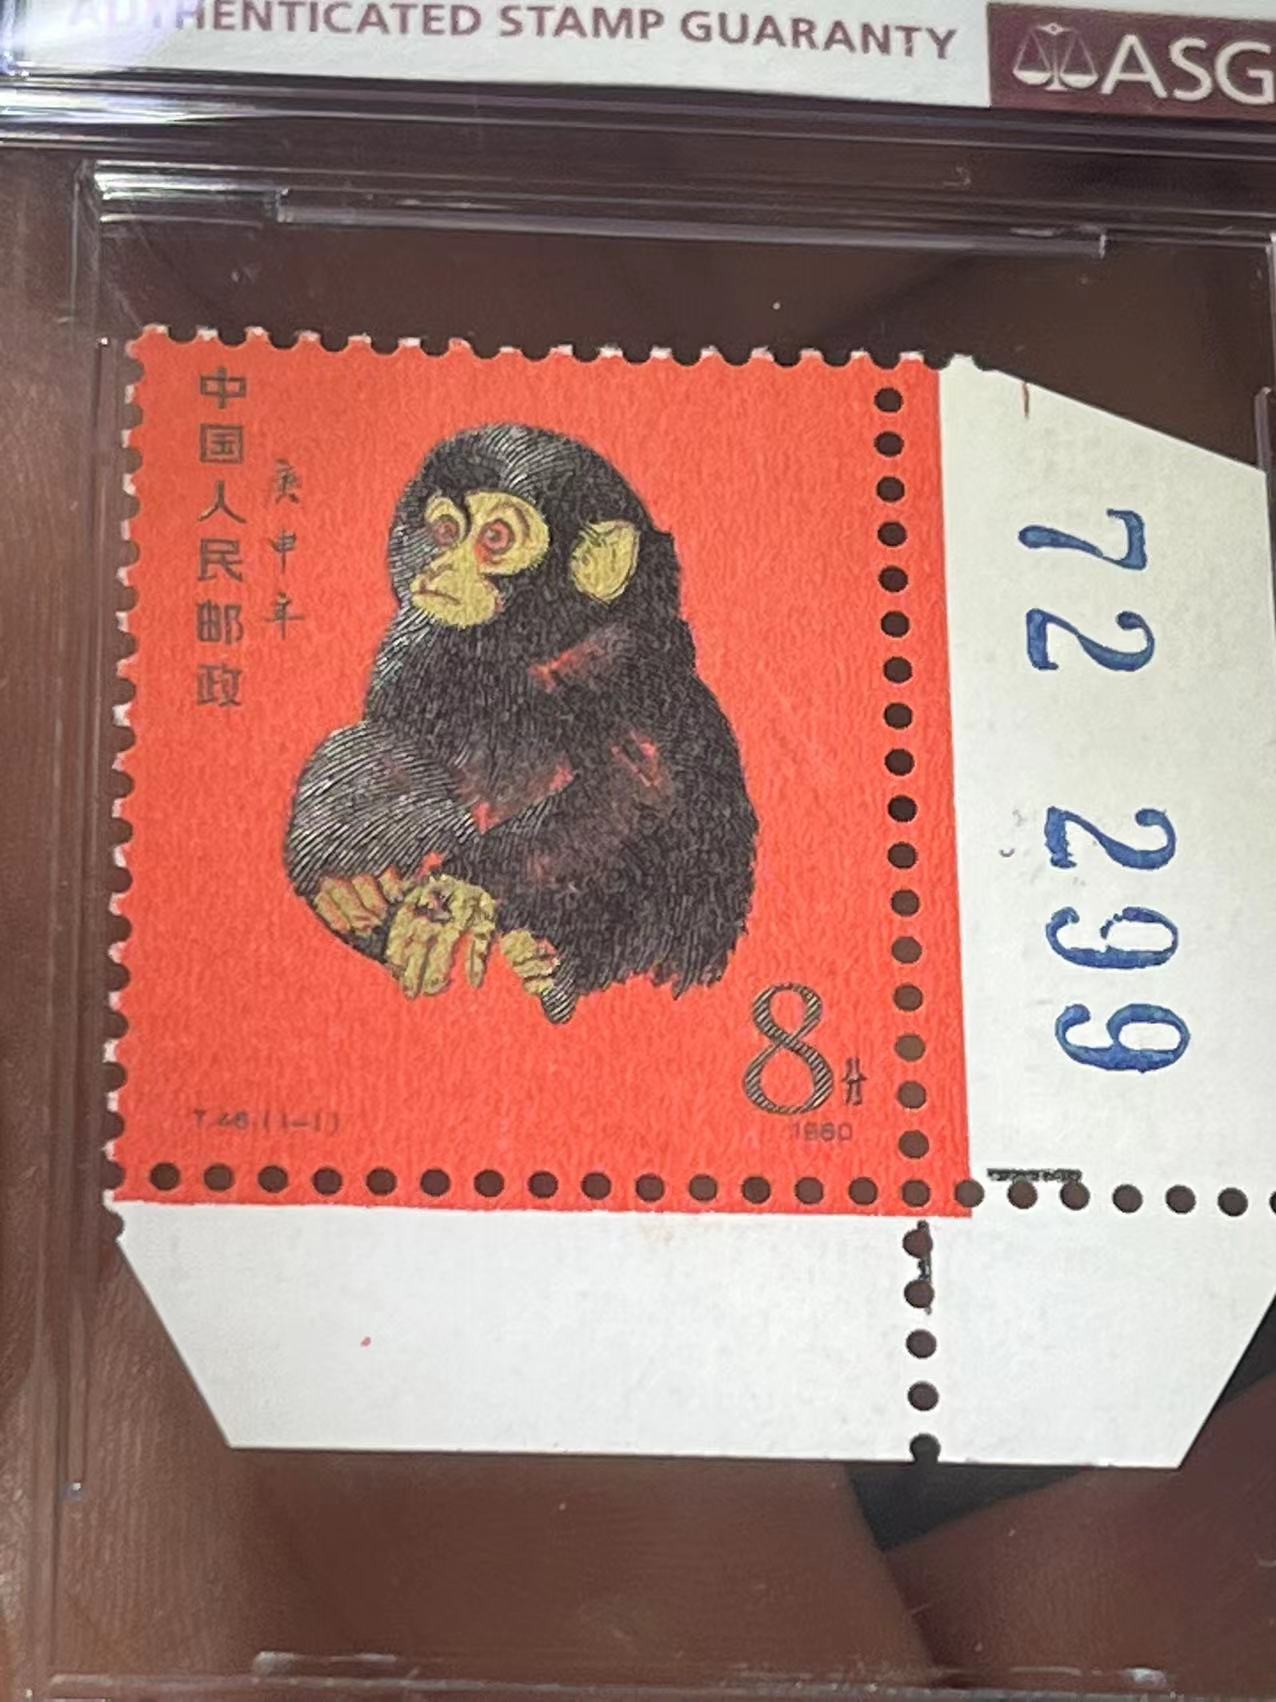 AUTHENTICATED STAMP GUARANTY
ASG
中国人民邮政
庚申年
72 299
8分
T.46.(1-1)
1980